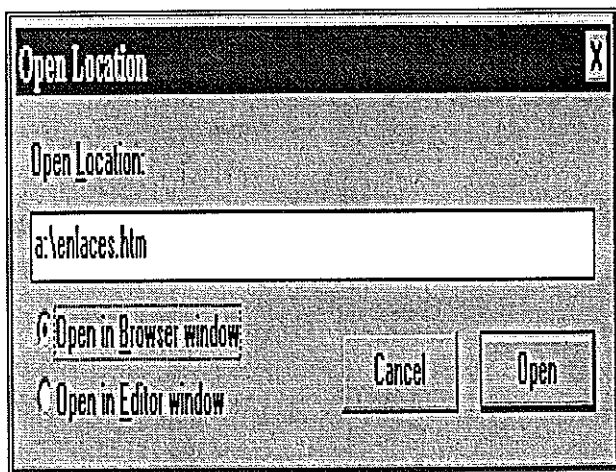 Open Location
X
Open Location:
a:\enlaces.htm
Open in Browser window
Open in Editor window
Cancel
Open